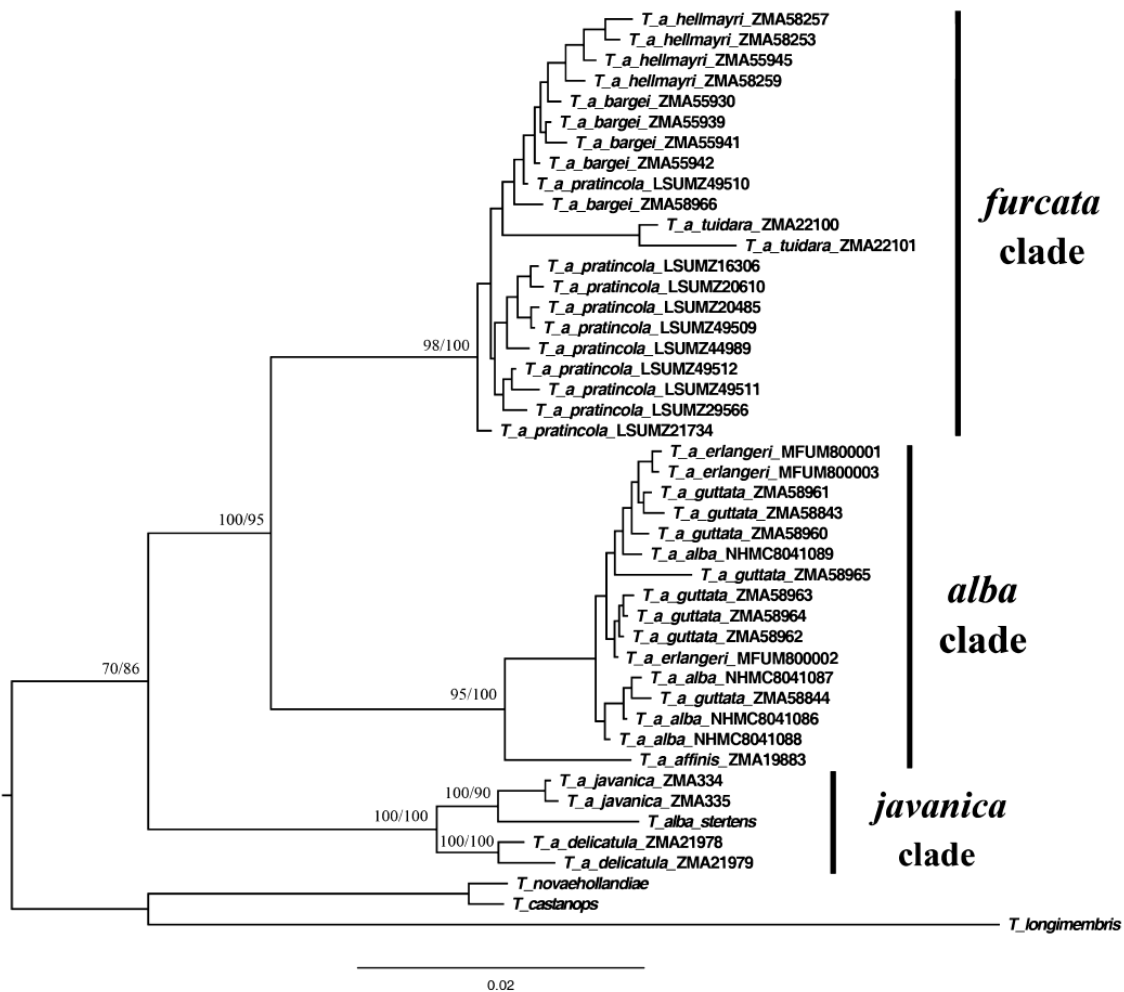 T_a_hellmayri_ZMA58257
T_a_hellmayri_ZMA58253
T_a_hellmayri_ZMA55945
T_a_hellmayri_ZMA58259
T_a_bargei_ZMA55930
T_a_bargei_ZMA55939
T_a_bargei_ZMA55941
T_a_bargei_ZMA55942
T_a_pratincola_LSUMZ49510
T_a_bargei_ZMA58966
T_a_tuidara_ZMA22100
T_a_tuidara_ZMA22101
T_a_pratincola_LSUMZ16306
T_a_pratincola_LSUMZ20610
T_a_pratincola_LSUMZ20485
T_a_pratincola_LSUMZ49509
T_a_pratincola_LSUMZ44989
T_a_pratincola_LSUMZ49512
T_a_pratincola_LSUMZ49511
T_a_pratincola_LSUMZ29566
T_a_pratincola_LSUMZ21734
furcata
clade
98/100
T_a_erlangeri_MFUM800001
T_a_erlangeri_MFUM800003
T_a_guttata_ZMA58961
T_a_guttata_ZMA58843
T_a_guttata_ZMA58960
T_a_alba_NHMC8041089
T_a_guttata_ZMA58965
T_a_guttata_ZMA58963
T_a_guttata_ZMA58964
T_a_guttata_ZMA58962
T_a_erlangeri_MFUM800002
T_a_alba_NHMC8041087
T_a_guttata_ZMA58844
T_a_alba_NHMC8041086
T_a_alba_NHMC8041088
T_a_affinis_ZMA19883
alba
clade
100/95
70/86
95/100
T_a_javanica_ZMA334
T_a_javanica_ZMA335
T_alba_stertens
T_a_delicatula_ZMA21978
T_a_delicatula_ZMA21979
javanica
clade
100/90
100/100
100/100
T_novaehollandiae
T_castanops
T_longimembris
0.02